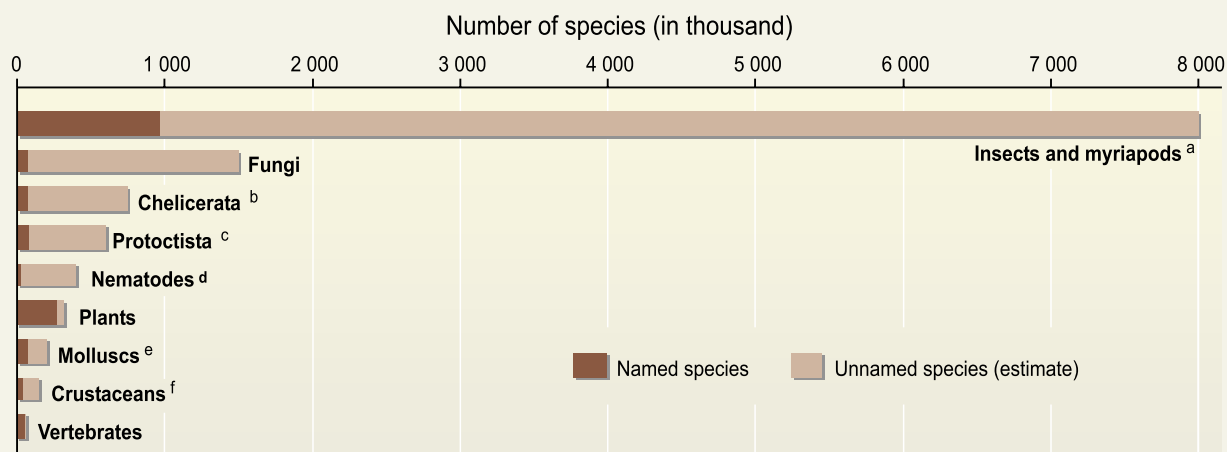 Number of species (in thousand)
0 1 000 2 000 3 000 4 000 5 000 6 000 7 000 8 000
Insects and myriapods a
Fungi
Chelicerata b
Protoctista c
Nematodes d
Plants
Molluscs e
Named species Unnamed species (estimate)
Crustaceans f
Vertebrates